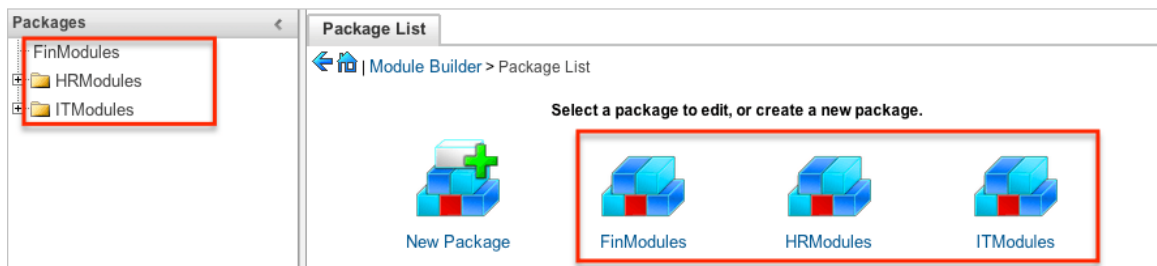 Packages
FinModules
HRModules
ITModules
Package List
| Module Builder > Package List
Select a package to edit, or create a new package.
New Package
FinModules
HRModules
ITModules